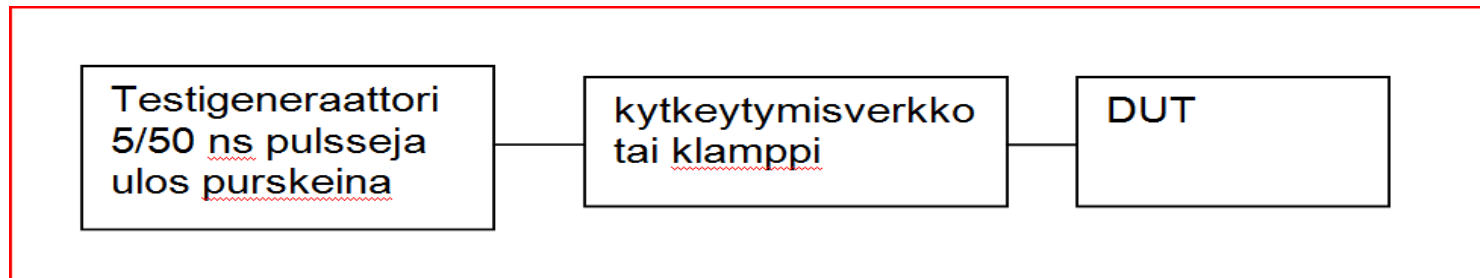 Testigeneraattori
5/50 ns pulsseja
ulos purskeina
kytkeytymisverkko
tai klamppi
DUT